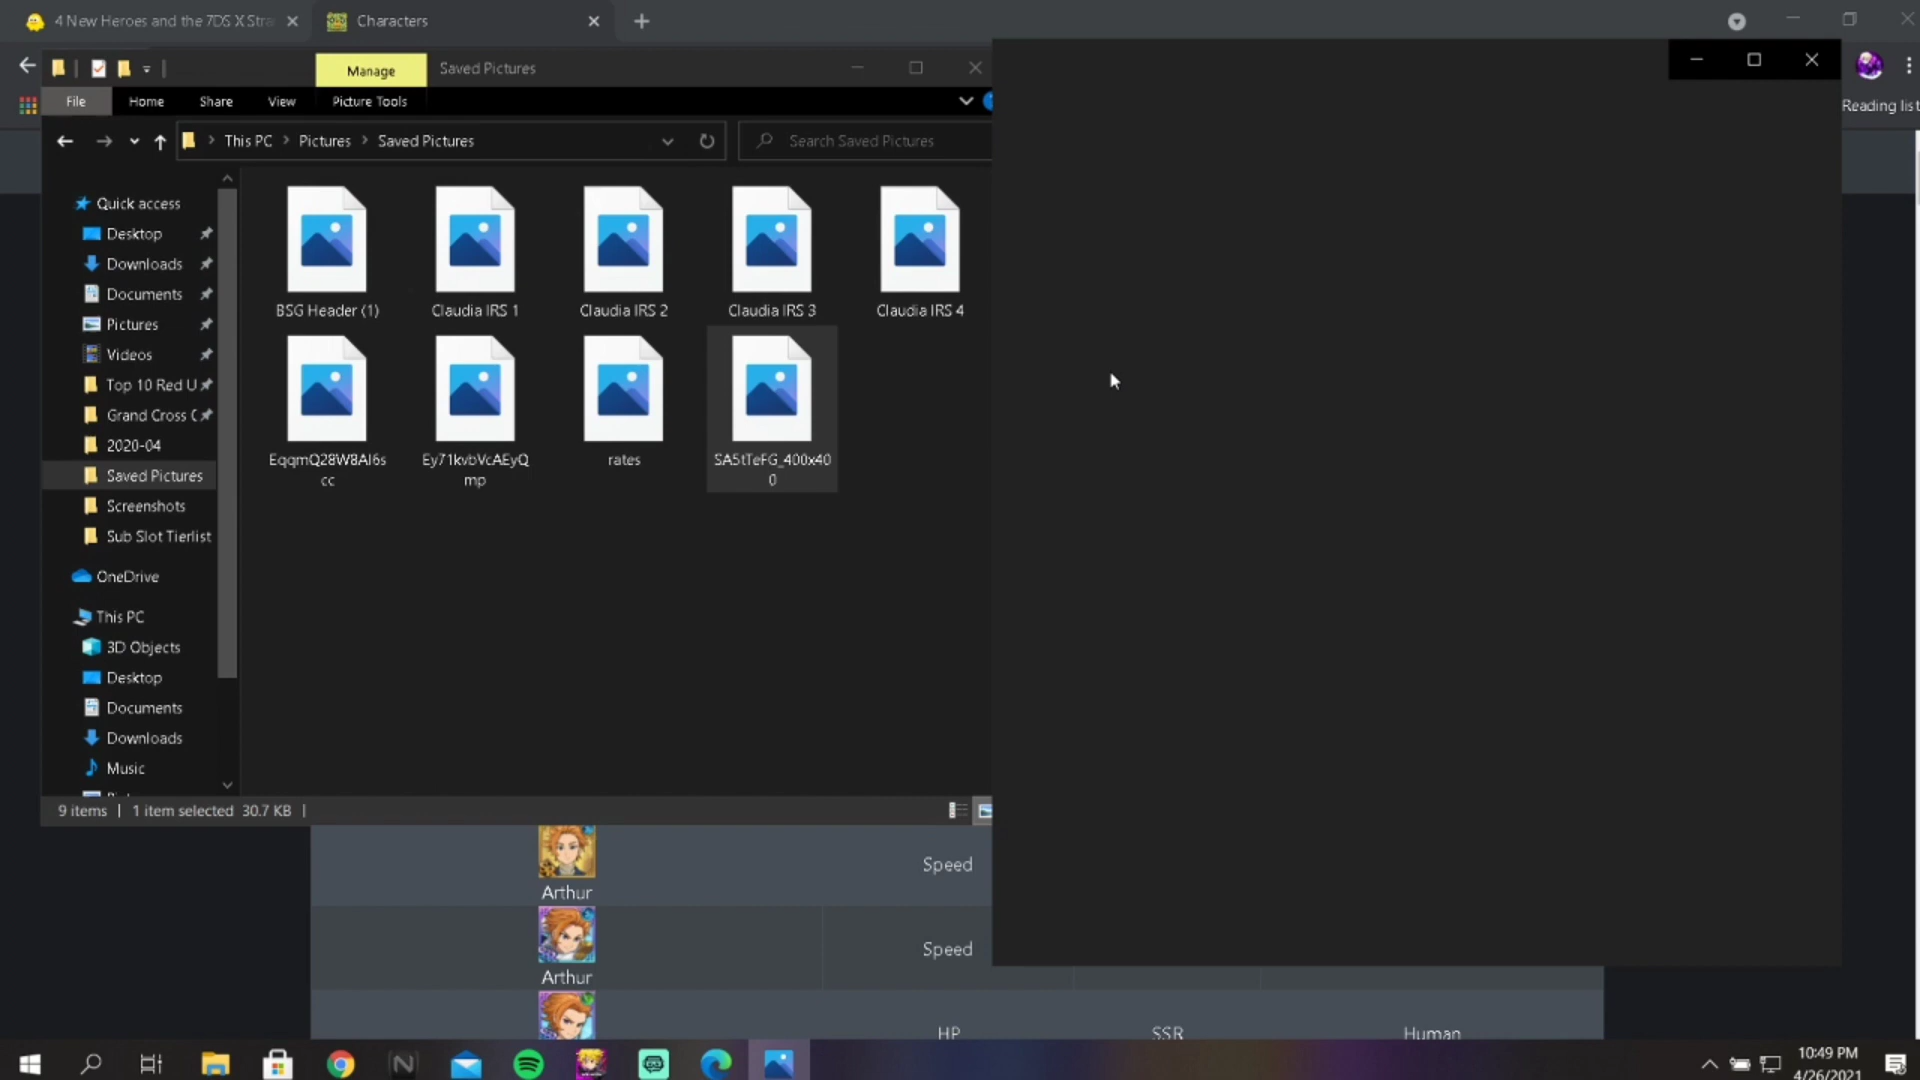 4 New Heroes and the 7DS X Stra
Characters
Manage
Saved Pictures
Reading list
File
Home
Share
View
Picture Tools
This PC
Pictures
Saved Pictures
Search Saved Pictures
Quick access
Desktop
Downloads
Documents
Pictures
Videos
Top 10 Red U
Grand Cross C
2020-04
Saved Pictures
Screenshots
Sub Slot Tierlist
OneDrive
This PC
3D Objects
Desktop
Documents
Downloads
Music
BSG Header (1)
Claudia IRS 1
Claudia IRS 2
Claudia IRS 3
Claudia IRS 4
EqqmQ28W8AI6s
cc
Ey71kvbVcAEyQ
mp
rates
SA5tTeFG_400x40
0
9 items
1 item selected 30.7 KB
Arthur
Speed
Arthur
Speed
HP
SSR
Human
10:49 PM
4/26/2021